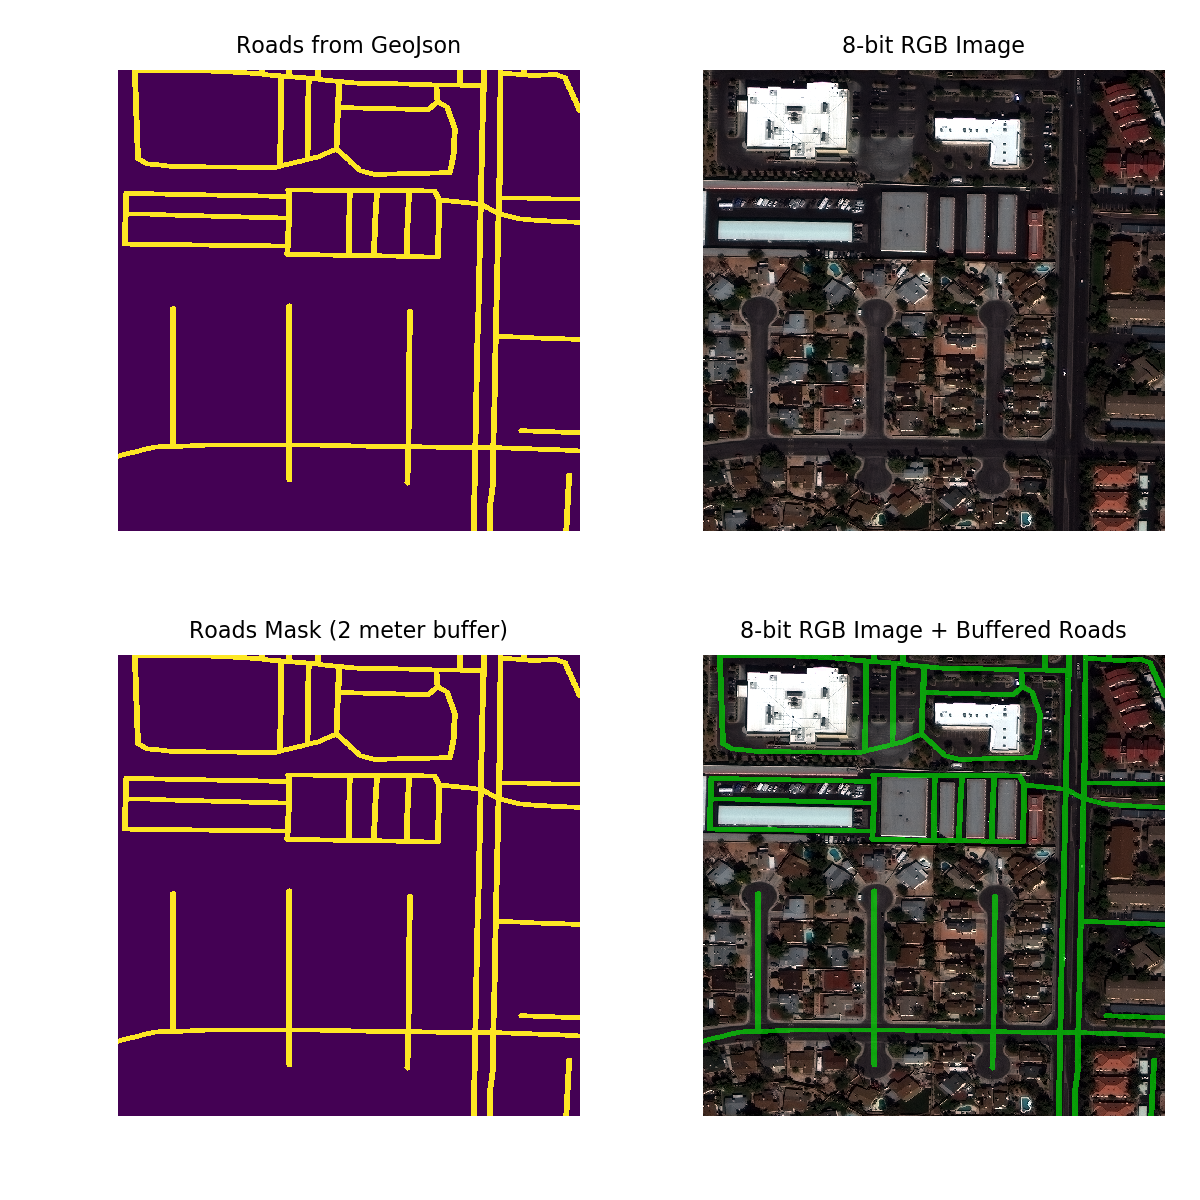 Roads from GeoJson
8-bit RGB Image
Roads Mask (2 meter buffer)
8-bit RGB Image + Buffered Roads